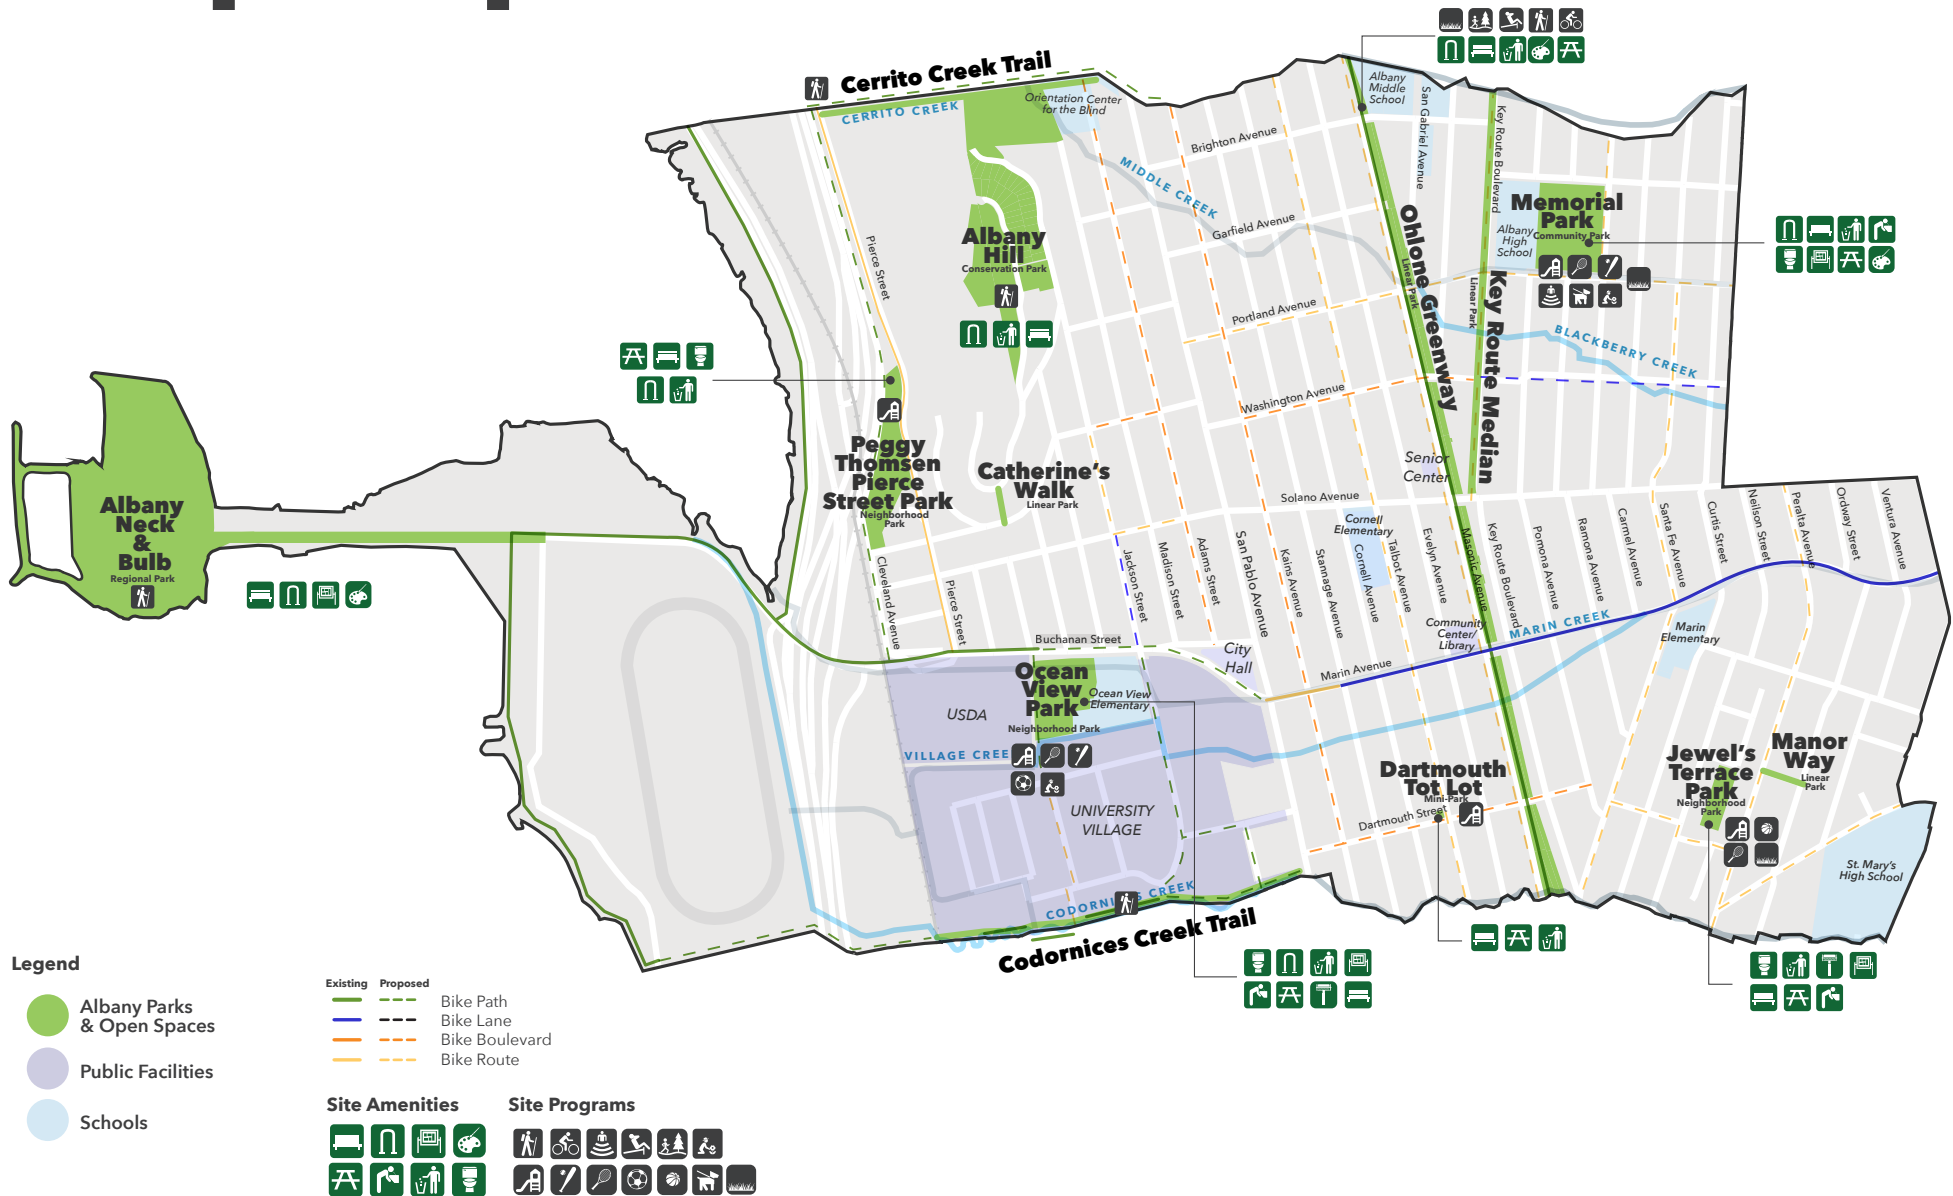 Cerrito Creek Trail
CERRITO CREEK
Orientation Center
for the Blind
Albany
Middle
School
San Gabriel Avenue
Key Route Boulevard
Brighton Avenue
MIDDLE CREEK
Garfield Avenue
Memorial
Park
Community Park
Albany
High
School
Pierce Street
Albany
Hill
Conservation Park
Ohlone Greenway
Linear Park
Key Route Median
Linear Park
Portland Avenue
BLACKBERRY CREEK
Washington Avenue
Peggy
Thomsen
Pierce
Street Park
Neighborhood
Park
Catherine's
Walk
Linear Park
Senior
Center
Solano Avenue
Albany
Neck
&
Bulb
Regional Park
Cornell
Elementary
Cleveland Avenue
Pierce Street
Jackson Street
Madison Street
Adams Street
San Pablo Avenue
Kains Avenue
Stannage Avenue
Cornell Avenue
Talbot Avenue
Evelyn Avenue
Masonic Avenue
Key Route Boulevard
Pomona Avenue
Ramona Avenue
Carmel Avenue
Santa Fe Avenue
Curtis Street
Neilson Street
Peralta Avenue
Ordway Street
Ventura Avenue
Buchanan Street
City
Hall
Community
Center/
Library
MARIN CREEK
Marin
Elementary
Marin Avenue
Ocean
View
Park
Neighborhood Park
Ocean View
Elementary
USDA
VILLAGE CREE
UNIVERSITY
VILLAGE
Dartmouth
Tot Lot
Mini-Park
Dartmouth Street
Jewel's
Terrace
Park
Neighborhood
Park
Manor
Way
Linear
Park
St. Mary's
High School
CODORNICES CREEK
Codornices Creek Trail
Legend
Albany Parks
& Open Spaces
Public Facilities
Schools
Existing Proposed
Bike Path
Bike Lane
Bike Boulevard
Bike Route
Site Amenities
Site Programs